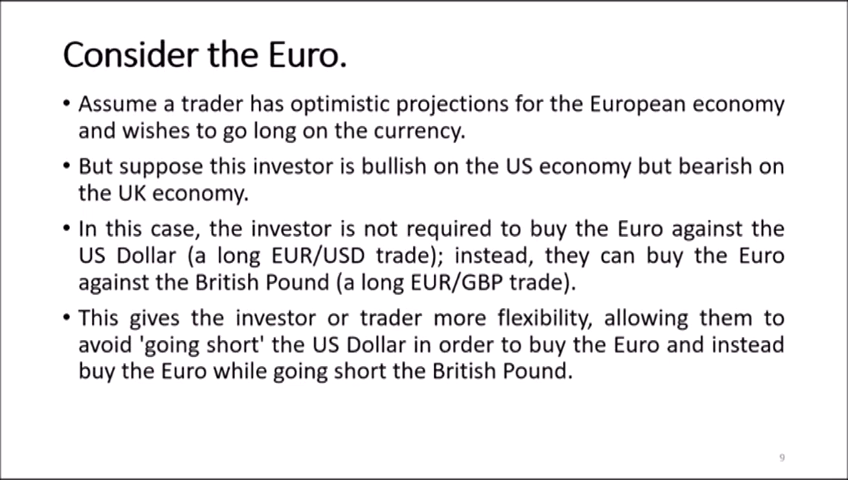 Consider the Euro.
• Assume a trader has optimistic projections for the European economy
and wishes to go long on the currency.
• But suppose this investor is bullish on the US economy but bearish on
the UK economy.
• In this case, the investor is not required to buy the Euro against the
US Dollar (a long EUR/USD trade); instead, they can buy the Euro
against the British Pound (a long EUR/GBP trade).
• This gives the investor or trader more flexibility, allowing them to
avoid 'going short' the US Dollar in order to buy the Euro and instead
buy the Euro while going short the British Pound.
9